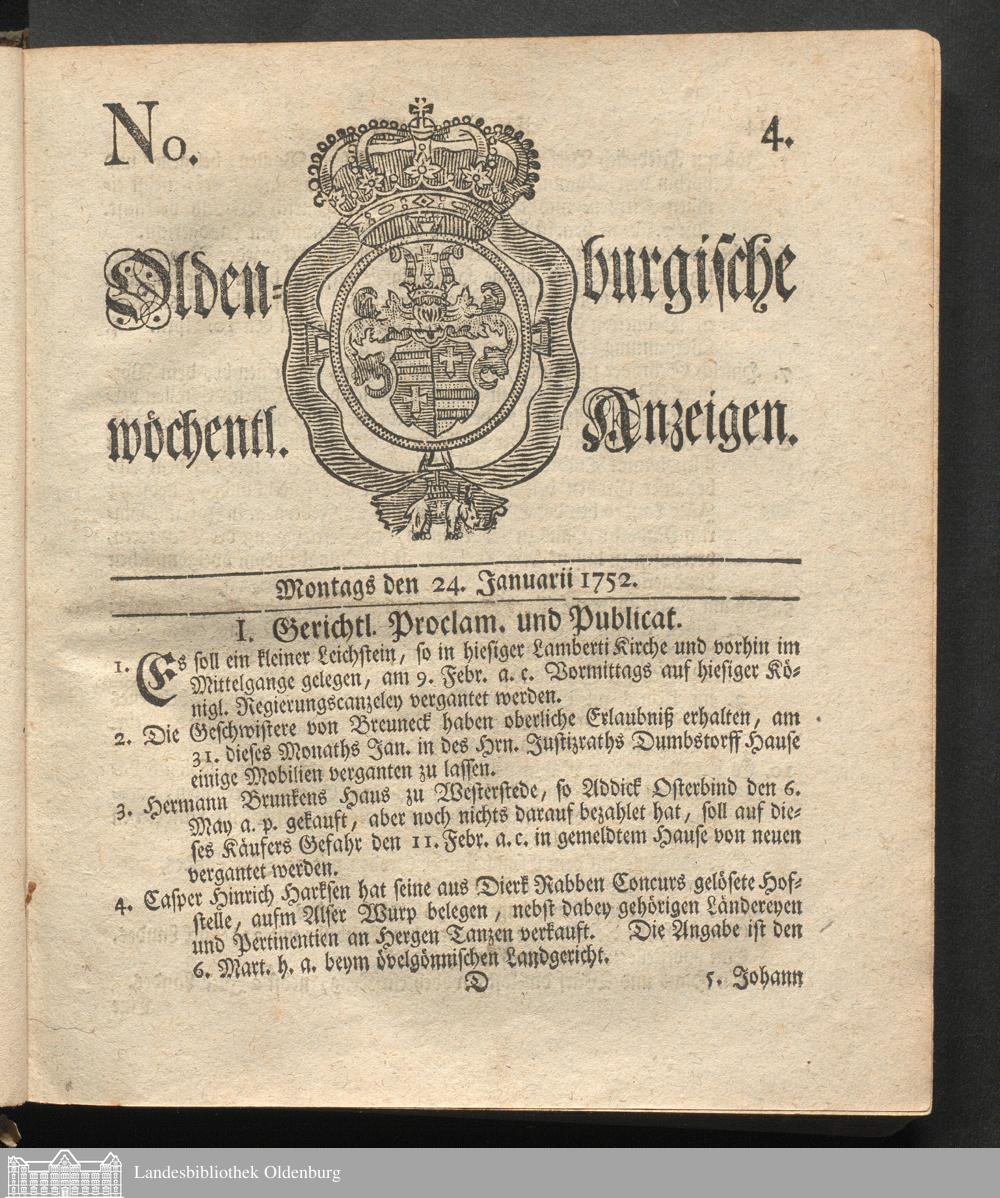 No. 4.
Olden- burgische
wöchentl. Anzeigen.
Montags den 24. Januarii 1752.
I. Gerichtl. Proclam. und Publicat.
1. Es soll ein kleiner Leichstein, so in hiesiger Lamberti Kirche und vorhin im
Mittelgange gelegen, am 9. Febr. a. c. Vormittags auf hiesiger Kö-
nigl. Regierungscanzeley vergantet werden.
2. Die Geschwistere von Breuneck haben oberliche Erlaubniß erhalten, am
31. dieses Monaths Jan. in des Hrn. Justizraths Dumbstorff Hause
einige Mobilien verganten zu lassen.
3. Hermann Brunkens Haus zu Westerstede, so Addick Osterbind den 6.
May a. p. gekauft, aber noch nichts darauf bezahlet hat, soll auf die-
ses Käufers Gefahr den 11. Febr. a. c. in gemeldtem Hause von neuen
vergantet werden.
4. Casper Hinrich Harksen hat seine aus Dierk Rabben Concurs gelösete Hof-
stelle, aufm Alser Wurp belegen, nebst dabey gehörigen Ländereyen
und Pertinentien an Hergen Tanzen verkauft. Die Angabe ist den
6. Mart. h. a. beym övelgönnischen Landgericht.
D 5. Johann
Landesbibliothek Oldenburg